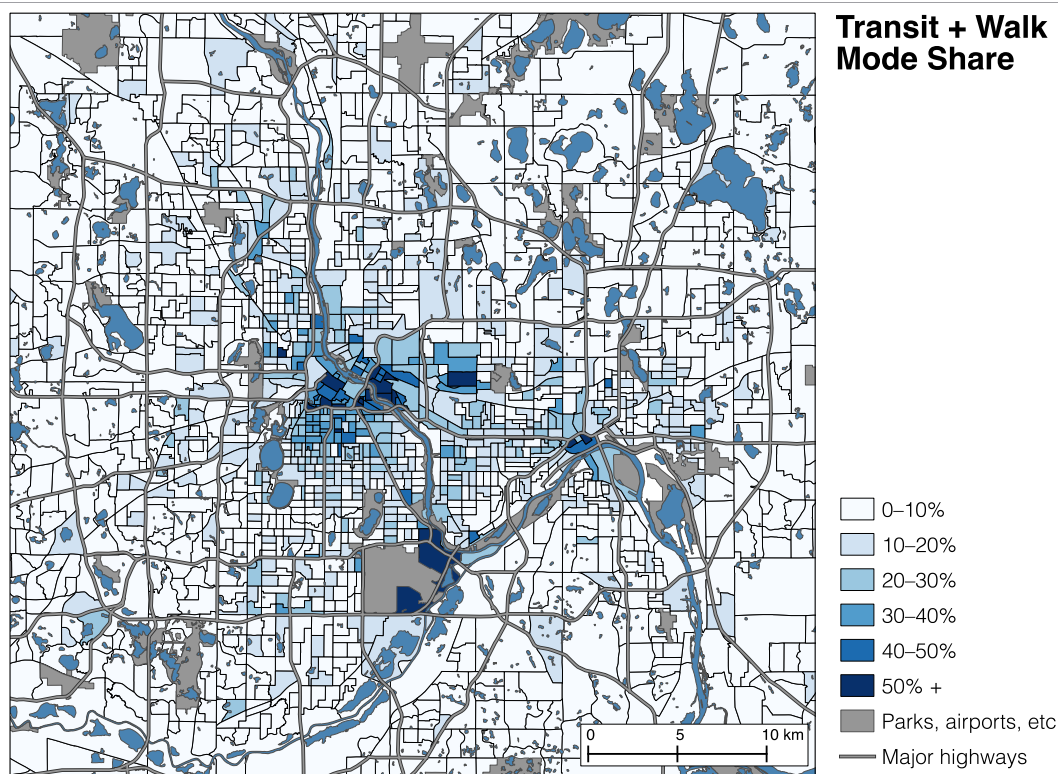 Transit + Walk
Mode Share
0–10%
10–20%
20–30%
30–40%
40–50%
50% +
Parks, airports, etc
Major highways
0 5 10 km